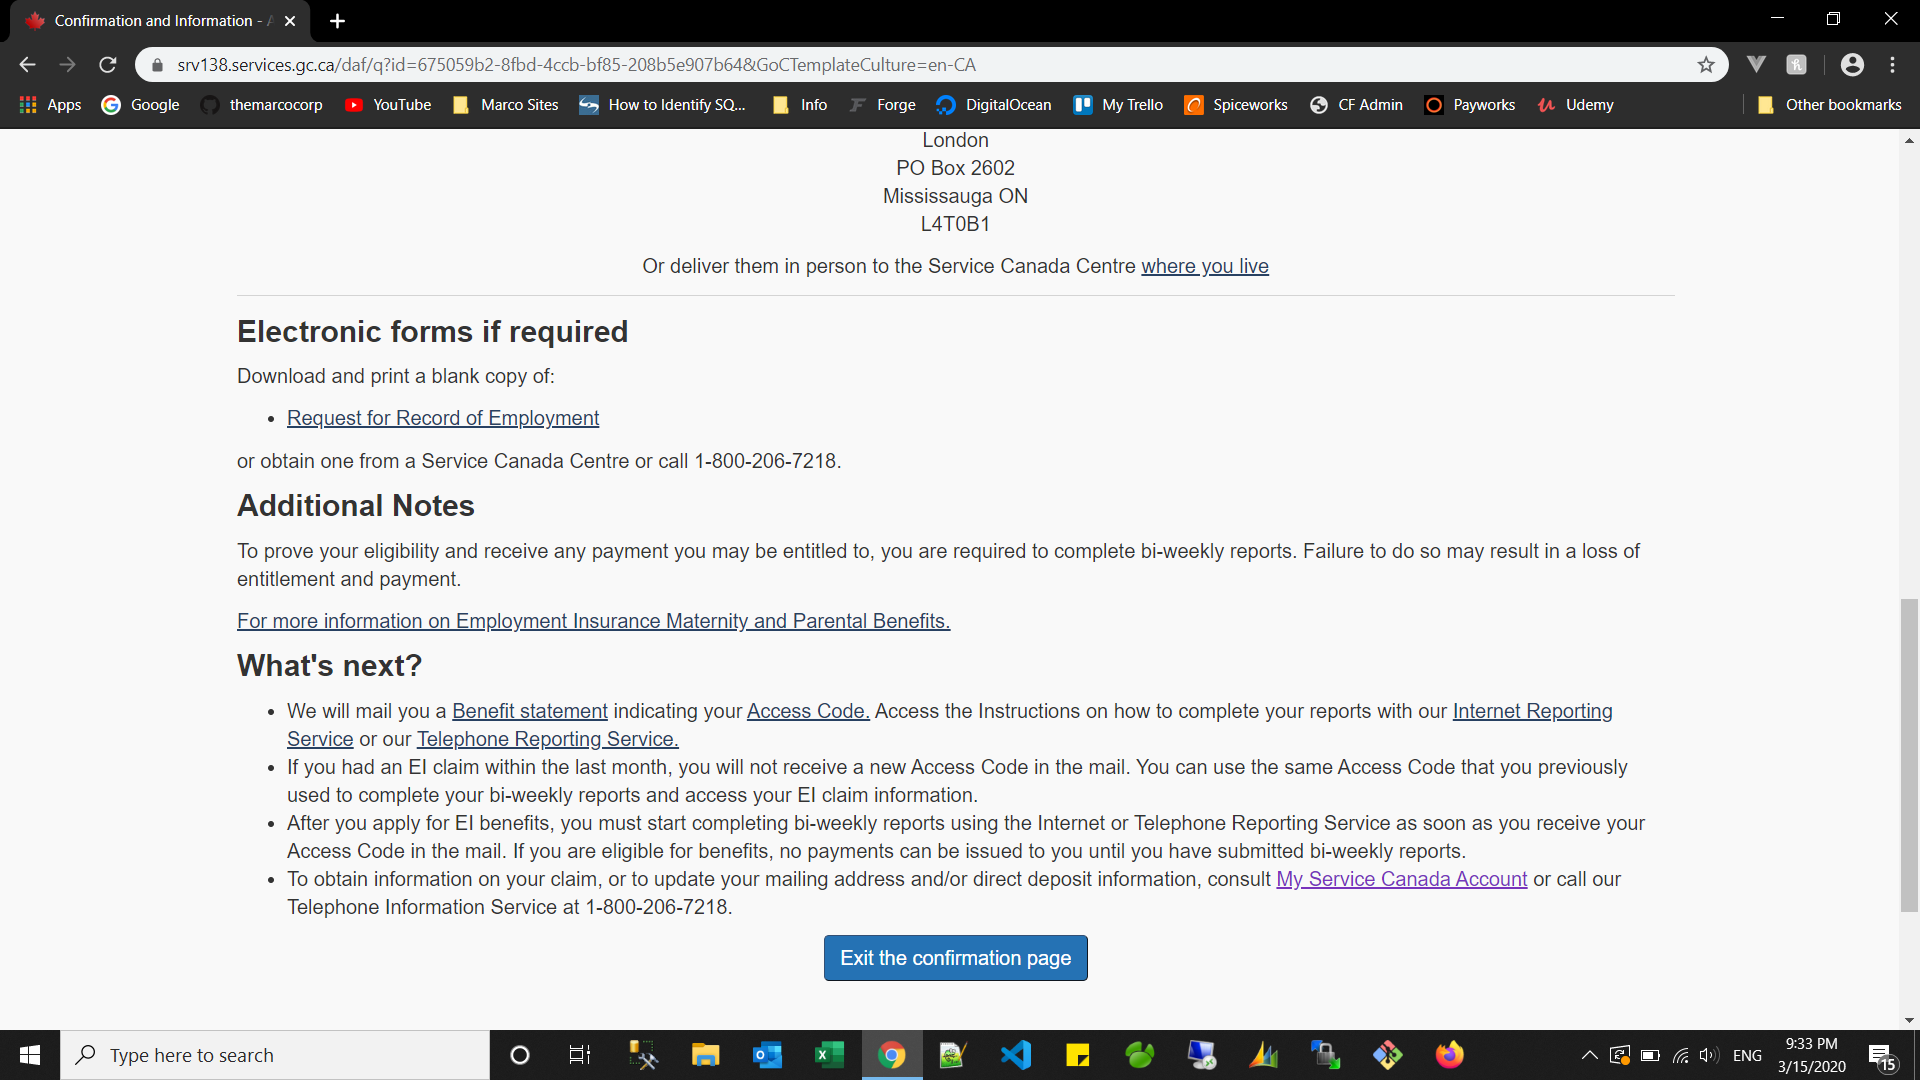 Confirmation and Information -
srv138.services.gc.ca/daf/q?id=675059b2-8fbd-4ccb-bf85-208b5e907b64&GoCTemplateCulture=en-CA
Apps Google themarcocorp YouTube Marco Sites How to Identify SQ... Info Forge DigitalOcean My Trello Spiceworks CF Admin Payworks Udemy Other bookmarks
London
PO Box 2602
Mississauga ON
L4T0B1
Or deliver them in person to the Service Canada Centre where you live
Electronic forms if required
Download and print a blank copy of:
• Request for Record of Employment
or obtain one from a Service Canada Centre or call 1-800-206-7218.
Additional Notes
To prove your eligibility and receive any payment you may be entitled to, you are required to complete bi-weekly reports. Failure to do so may result in a loss of
entitlement and payment.
For more information on Employment Insurance Maternity and Parental Benefits.
What's next?
• We will mail you a Benefit statement indicating your Access Code. Access the Instructions on how to complete your reports with our Internet Reporting
Service or our Telephone Reporting Service.
• If you had an EI claim within the last month, you will not receive a new Access Code in the mail. You can use the same Access Code that you previously
used to complete your bi-weekly reports and access your EI claim information.
• After you apply for EI benefits, you must start completing bi-weekly reports using the Internet or Telephone Reporting Service as soon as you receive your
Access Code in the mail. If you are eligible for benefits, no payments can be issued to you until you have submitted bi-weekly reports.
• To obtain information on your claim, or to update your mailing address and/or direct deposit information, consult My Service Canada Account or call our
Telephone Information Service at 1-800-206-7218.
Exit the confirmation page
Type here to search
ENG
9:33 PM
3/15/2020
15